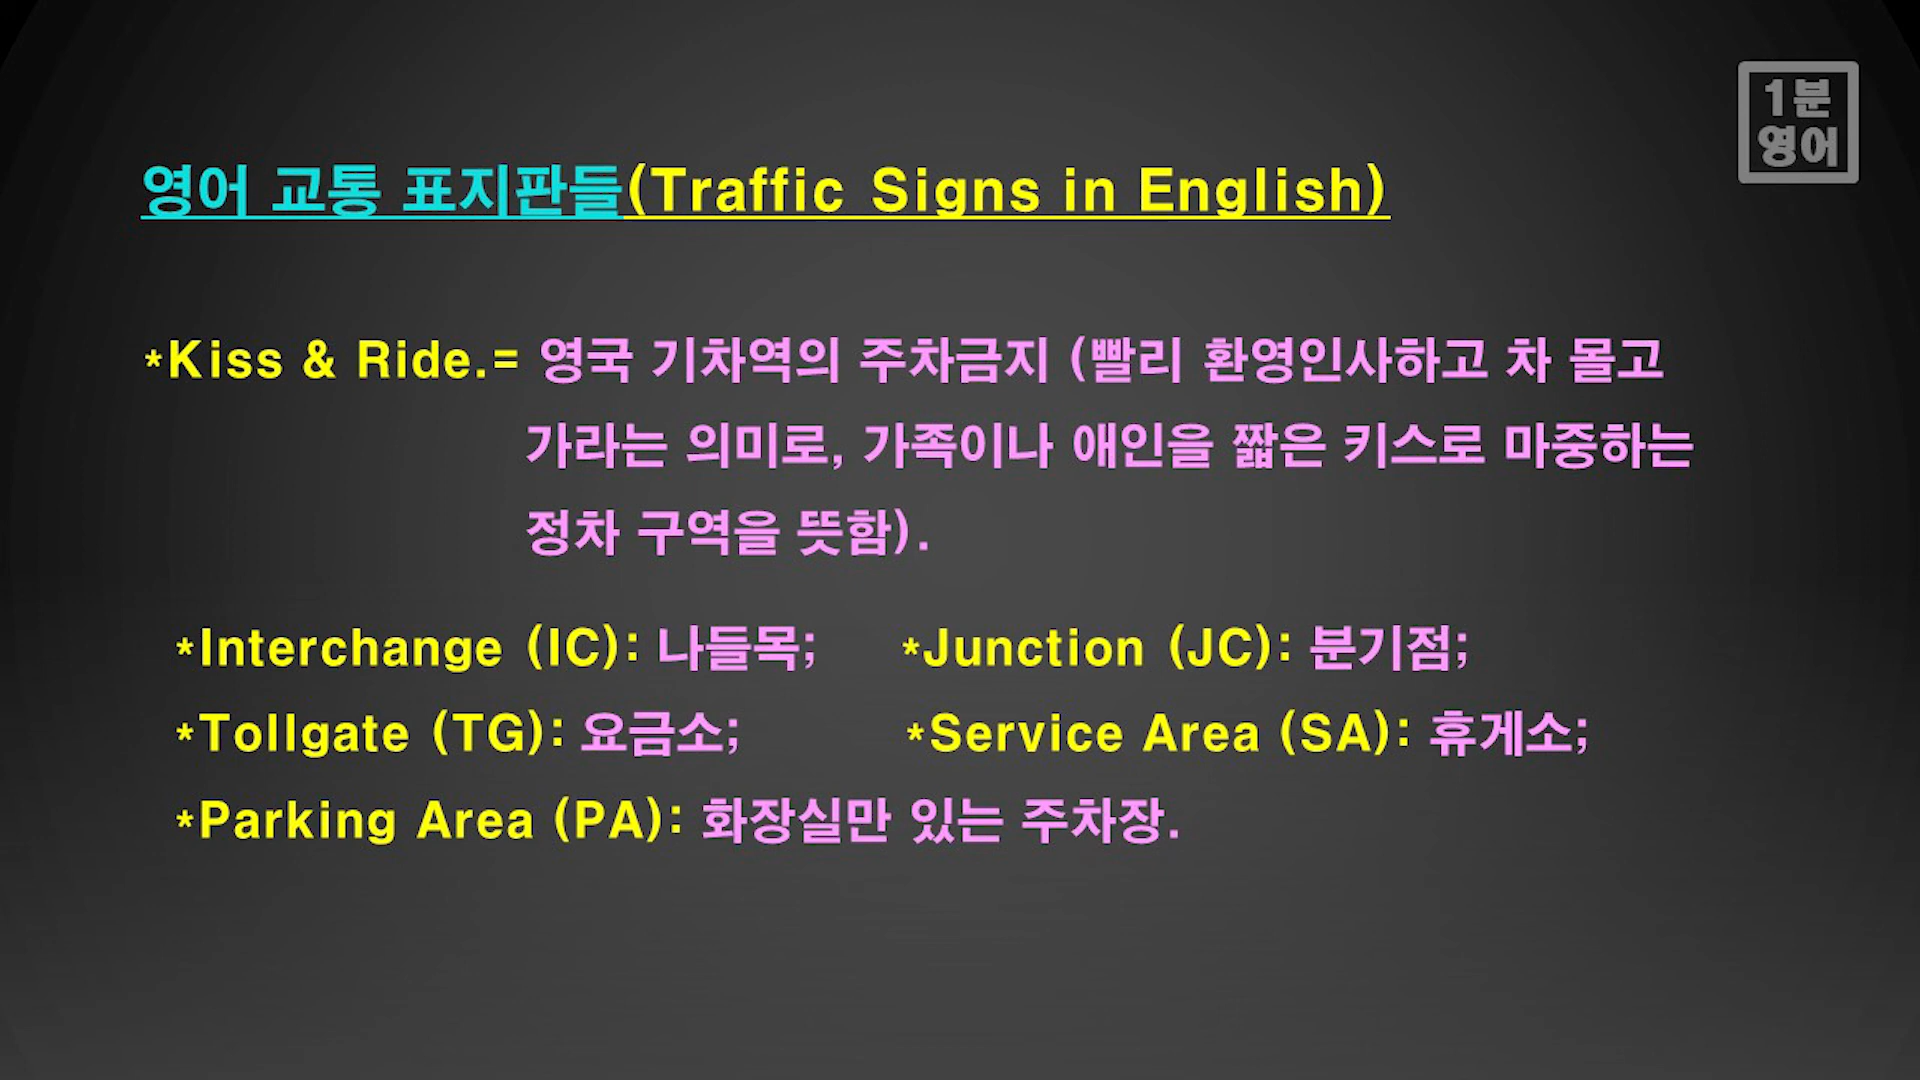 1분
영어
영어 교통 표지판들(Traffic Signs in English)
*Kiss & Ride.= 영국 기차역의 주차금지 (빨리 환영인사하고 차 몰고
가라는 의미로, 가족이나 애인을 짧은 키스로 마중하는
정차 구역을 뜻함).
*Interchange (IC): 나들목; *Junction (JC): 분기점;
*Tollgate (TG): 요금소; *Service Area (SA): 휴게소;
*Parking Area (PA): 화장실만 있는 주차장.